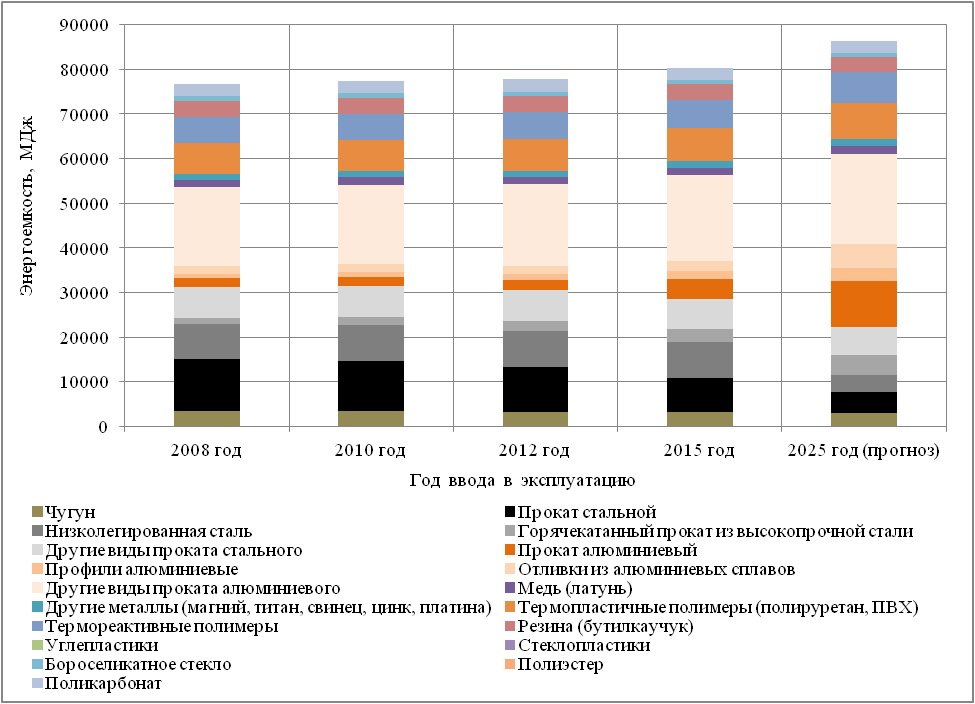 90000
80000
70000
60000
50000
40000
30000
20000
10000
0
Энергоемкость, МДж
2008 год 2010 год 2012 год 2015 год 2025 год (прогноз)
Год ввода в эксплуатацию
Чугун Прокат стальной
Низколегированная сталь Горячекатанный прокат из высокопрочной стали
Другие виды проката стального Прокат алюминиевый
Профили алюминиевые Отливки из алюминиевых сплавов
Другие виды проката алюминиевого Медь (латунь)
Другие металлы (магний, титан, свинец, цинк, платина) Термопластичные полимеры (полируретан, ПВХ)
Термореактивные полимеры Резина (бутилкаучук)
Углепластики Стеклопластики
Бороселикатное стекло Полиэстер
Поликарбонат